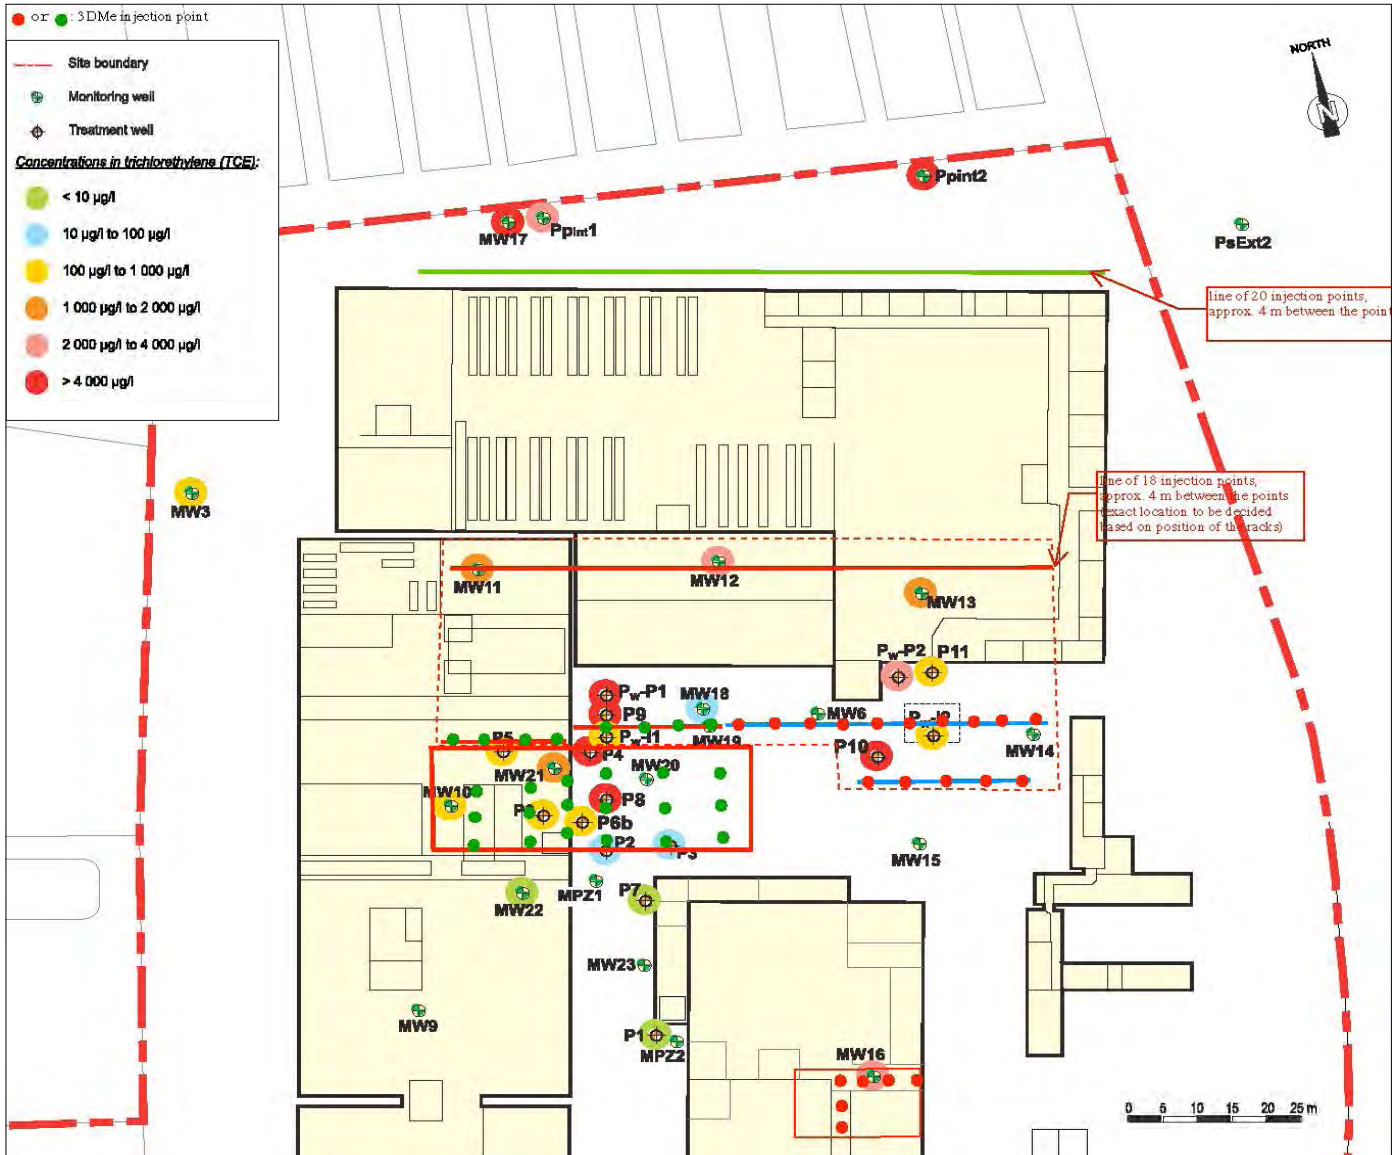 ● or ● : 3DMe injection point
Site boundary
Monitoring well
Treatment well
Concentrations in trichlorethylene (TCE):
< 10 µg/l
10 µg/l to 100 µg/l
100 µg/l to 1 000 µg/l
1 000 µg/l to 2 000 µg/l
2 000 µg/l to 4 000 µg/l
> 4 000 µg/l
NORTH
N
Ppint2
MW17
Ppint1
PsExt2
line of 20 injection points,
approx. 4 m between the point
MW3
line of 18 injection points,
approx. 4 m between the points
(exact location to be decided
based on position of the racks)
MW11
MW12
MW13
Pw-P2
P11
Pw-P1
MW18
P9
MW6
Pw-I2
P5
Pw-I1
MW19
MW14
P4
P10
MW21
MW20
MW10
P8
P6b
P2
P3
MW15
MPZ1
P7
MW22
MW23
MW9
P1
MPZ2
MW16
0 5 10 15 20 25 m